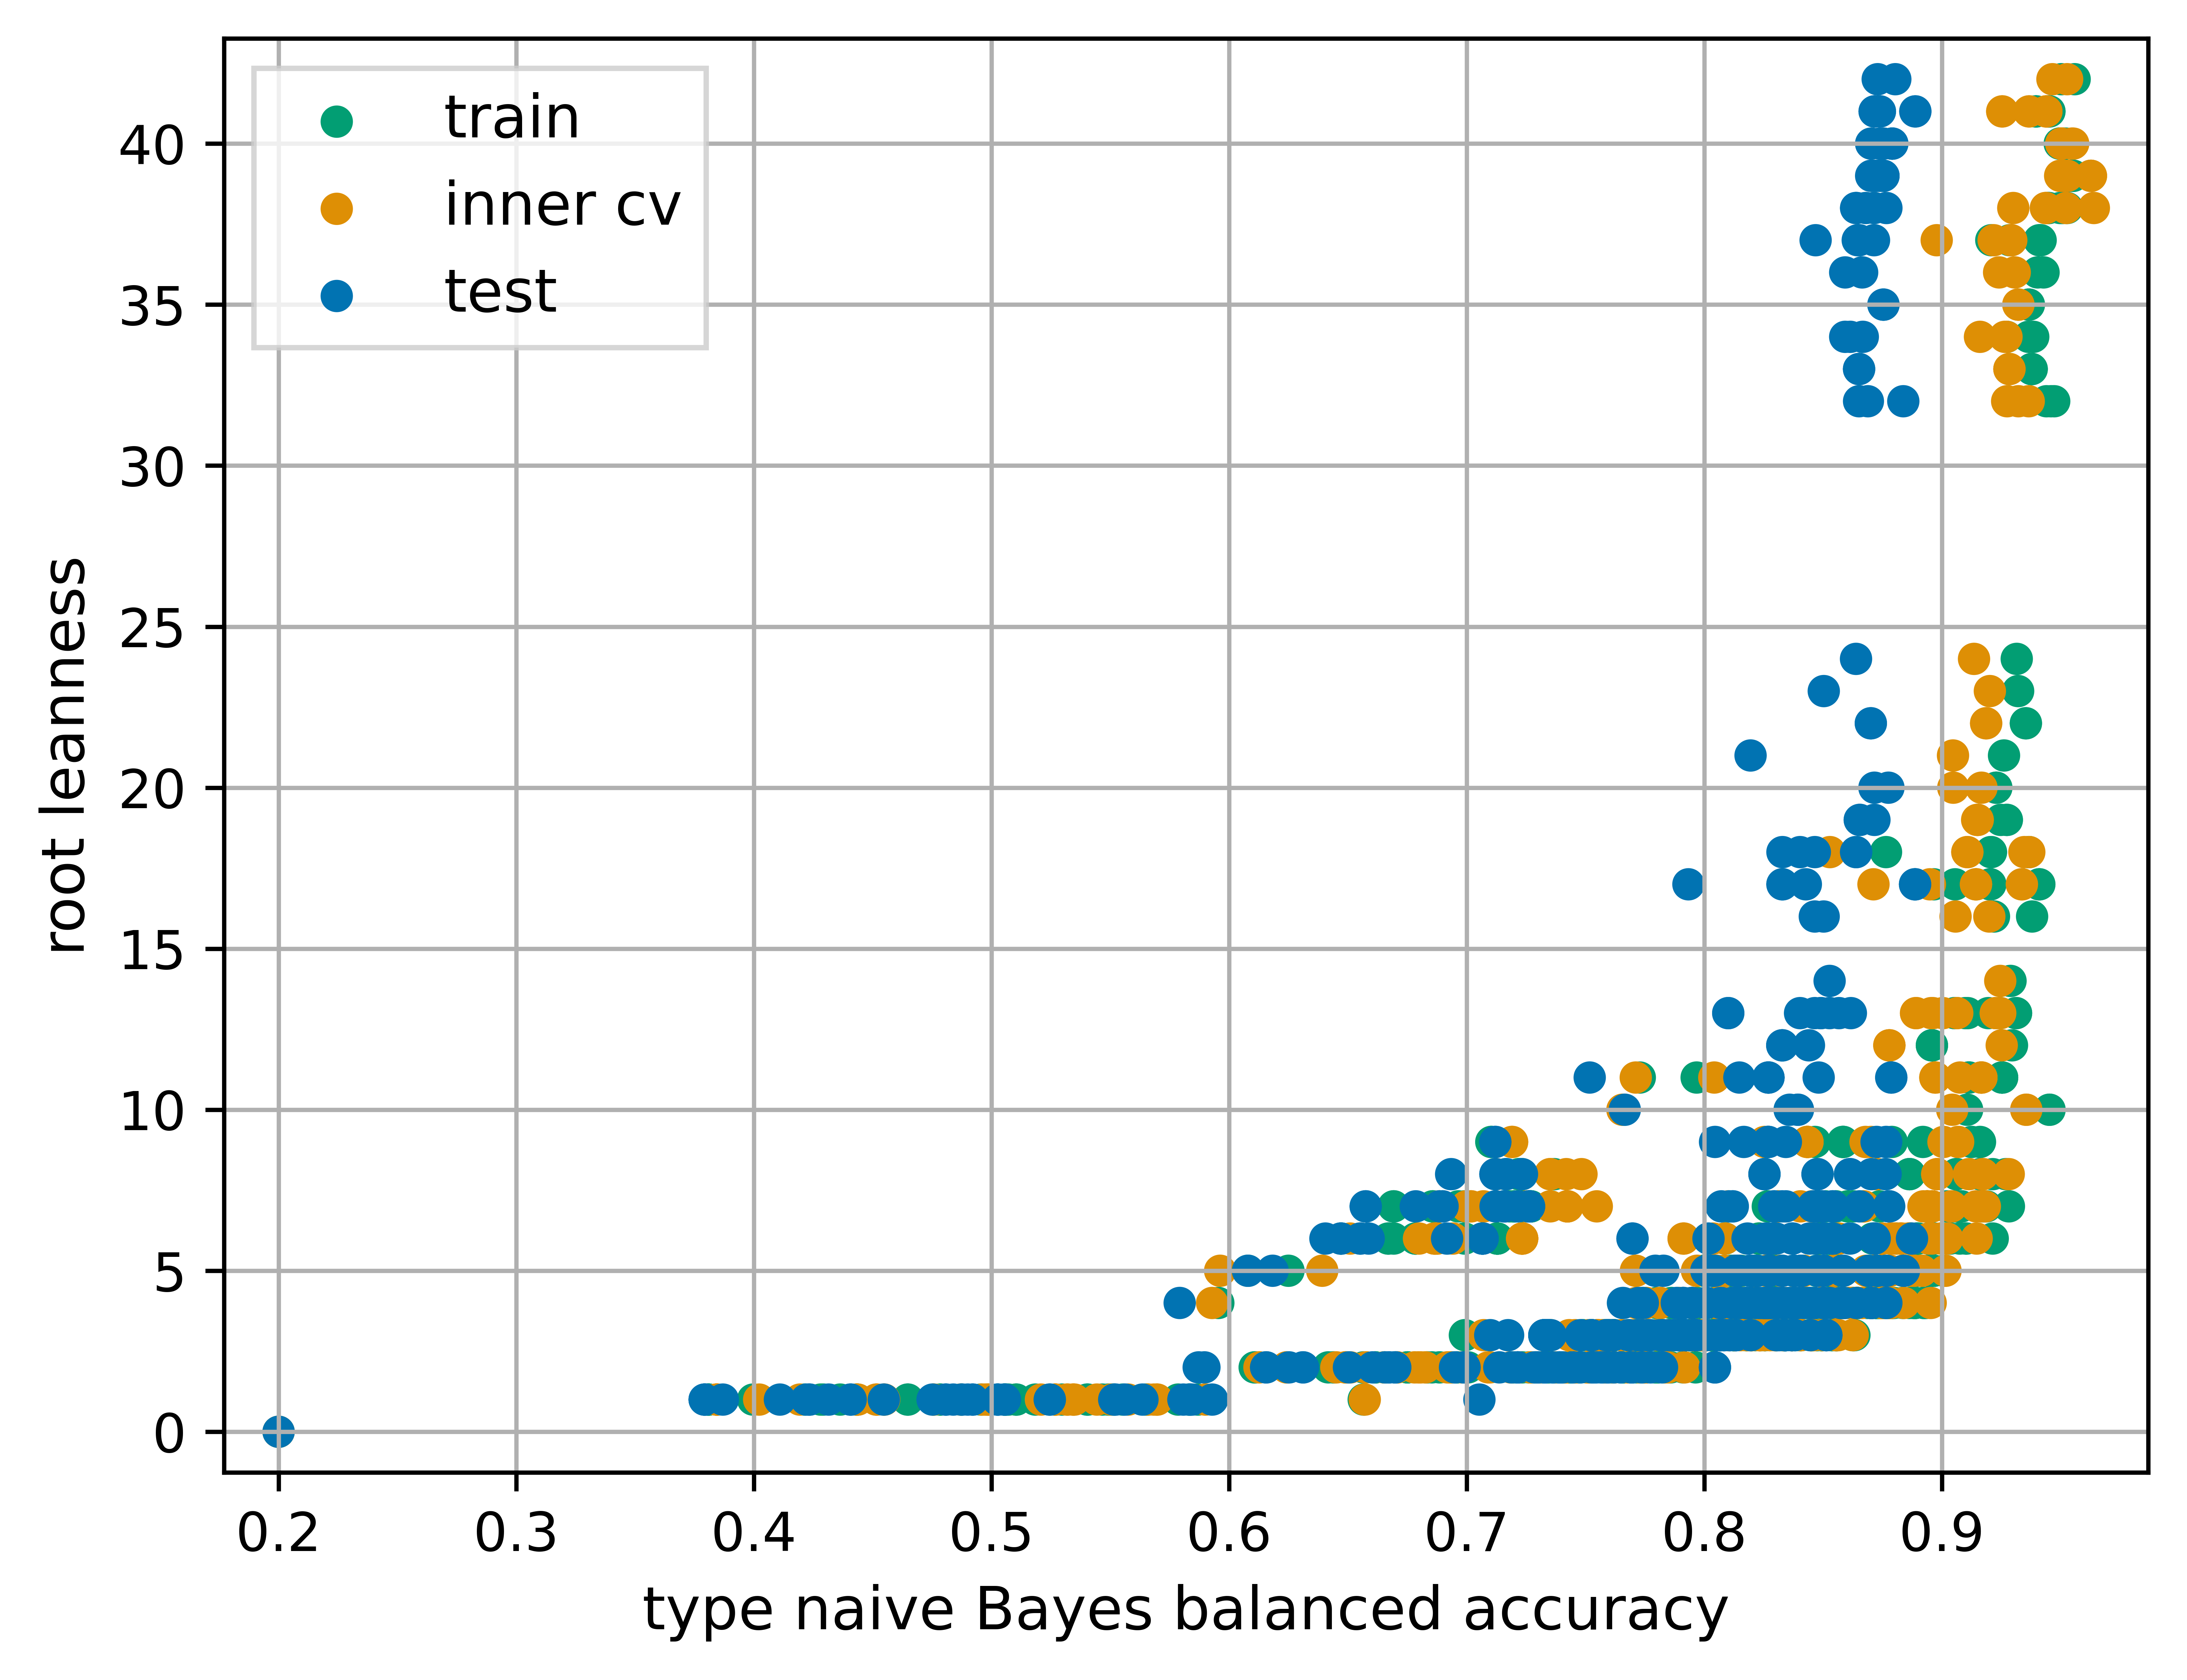 train
inner cv
test
40
35
30
25
20
15
10
5
0
root leanness
0.2 0.3 0.4 0.5 0.6 0.7 0.8 0.9
type naive Bayes balanced accuracy